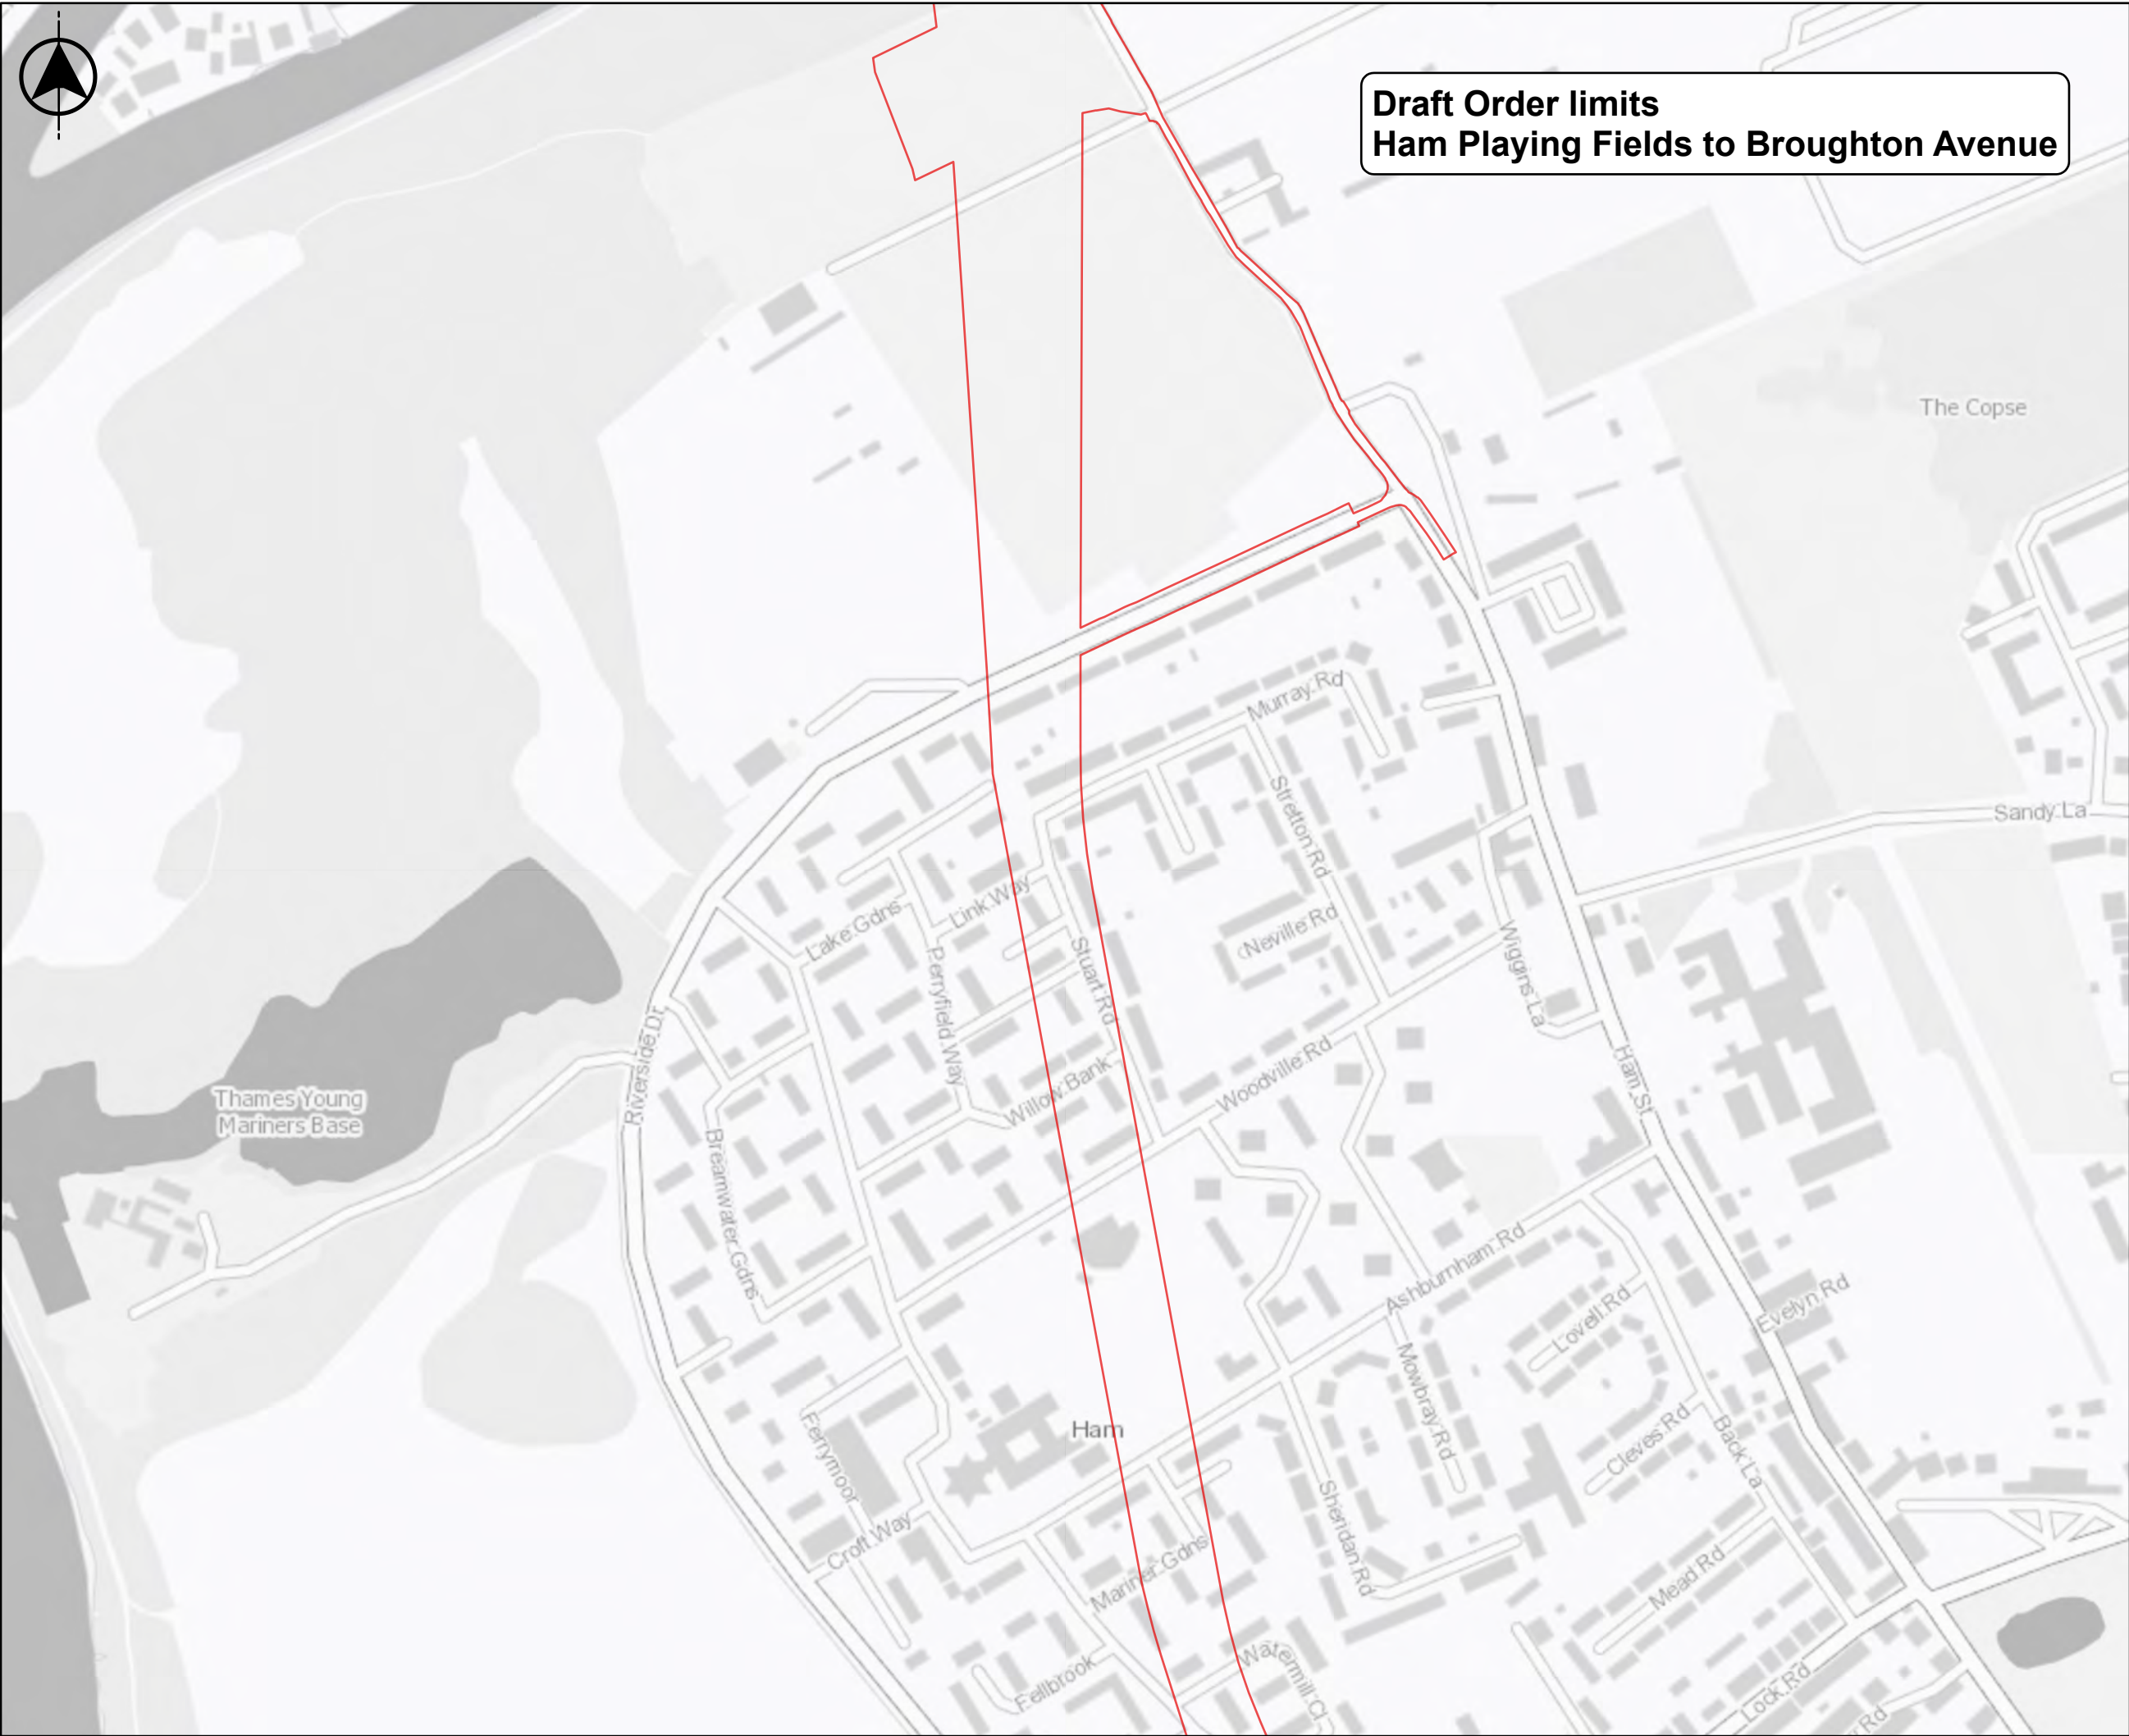 Draft Order limits
Ham Playing Fields to Broughton Avenue
The Copse
Murray Rd
Stretton Rd
Sandy La
Lake Gdns
Link Way
Neville Rd
Perryfield Way
Stuart Rd
Wiggins La
Riverside Dr
Willow Bank
Woodville Rd
Ham St
Thames Young
Mariners Base
Breamwater Gdns
Ashburnham Rd
Evelyn Rd
Lovell Rd
Mowbray Rd
Ham
Ferrymoor
Cleves Rd
Back La
Croft Way
Sheridan Rd
Mariner Gdns
Mead Rd
Fellbrook
Watermill Cl
Lock Rd
Rd